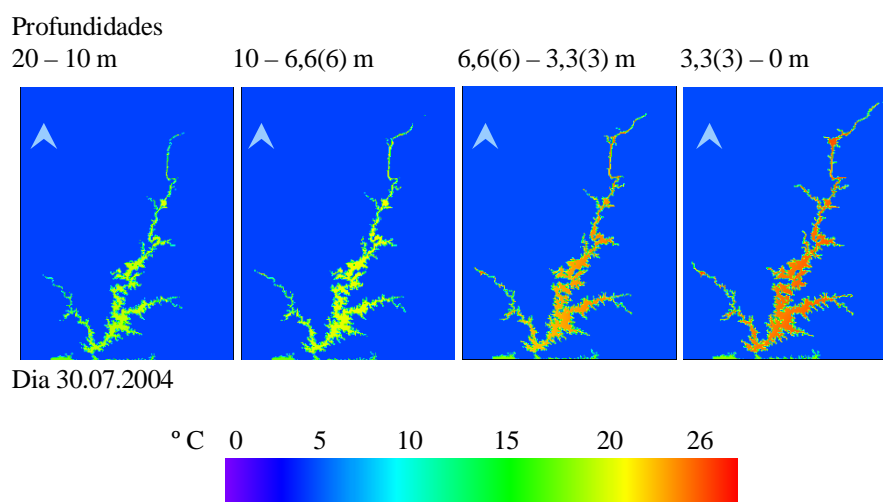 Profundidades
20 – 10 m 10 – 6,6(6) m 6,6(6) – 3,3(3) m 3,3(3) – 0 m
Dia 30.07.2004
º C 0 5 10 15 20 26